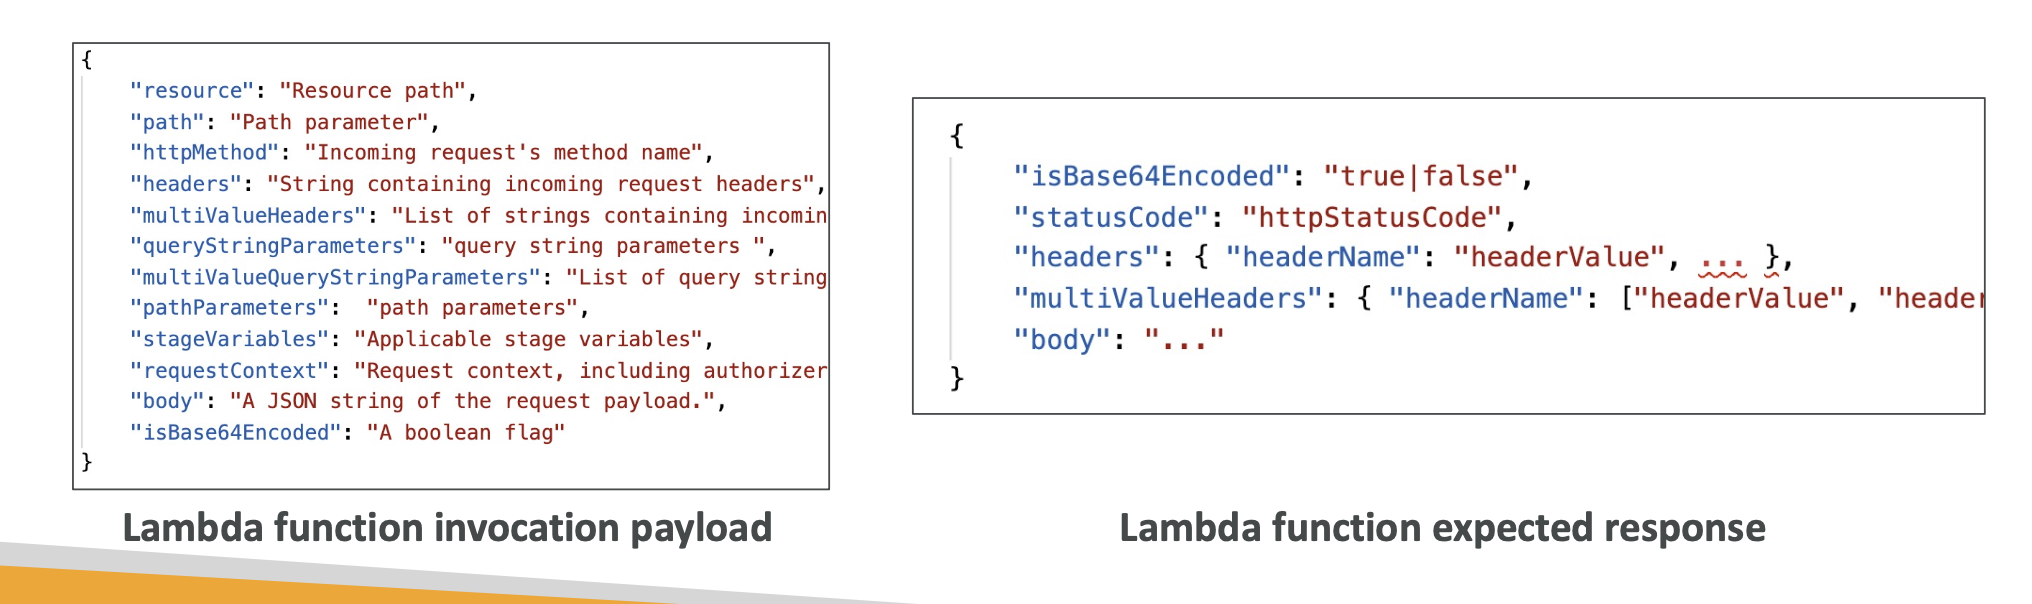 {
"resource": "Resource path",
"path": "Path parameter",
"httpMethod": "Incoming request's method name",
"headers": "String containing incoming request headers",
"multiValueHeaders": "List of strings containing incomin
"queryStringParameters": "query string parameters ",
"multiValueQueryStringParameters": "List of query string
"pathParameters":  "path parameters",
"stageVariables": "Applicable stage variables",
"requestContext": "Request context, including authorizer
"body": "A JSON string of the request payload.",
"isBase64Encoded": "A boolean flag"
}
Lambda function invocation payload
{
"isBase64Encoded": "true|false",
"statusCode": "httpStatusCode",
"headers": { "headerName": "headerValue", ... },
"multiValueHeaders": { "headerName": ["headerValue", "header
"body": "..."
}
Lambda function expected response